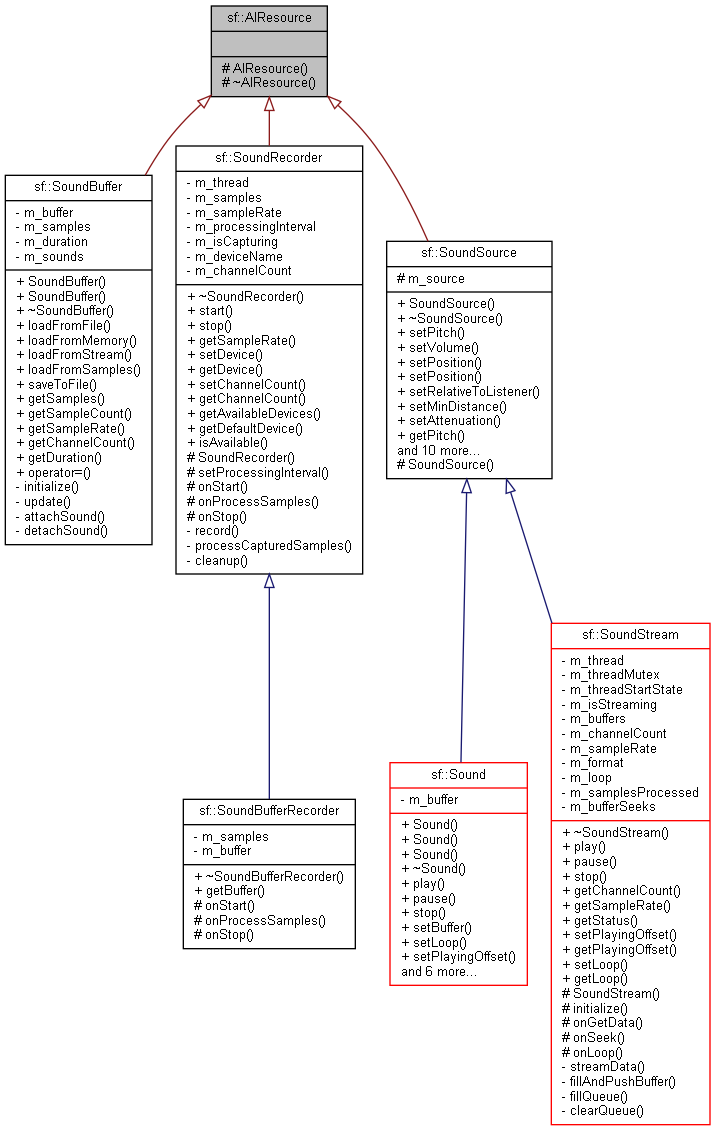 sf::AlResource
# AlResource()
# ~AlResource()
sf::SoundBuffer
- m_buffer
- m_samples
- m_duration
- m_sounds
+ SoundBuffer()
+ SoundBuffer()
+ ~SoundBuffer()
+ loadFromFile()
+ loadFromMemory()
+ loadFromStream()
+ loadFromSamples()
+ saveToFile()
+ getSamples()
+ getSampleCount()
+ getSampleRate()
+ getChannelCount()
+ getDuration()
+ operator=()
- initialize()
- update()
- attachSound()
- detachSound()
sf::SoundRecorder
- m_thread
- m_samples
- m_sampleRate
- m_processingInterval
- m_isCapturing
- m_deviceName
- m_channelCount
+ ~SoundRecorder()
+ start()
+ stop()
+ getSampleRate()
+ setDevice()
+ getDevice()
+ setChannelCount()
+ getChannelCount()
+ getAvailableDevices()
+ getDefaultDevice()
+ isAvailable()
# SoundRecorder()
# setProcessingInterval()
# onStart()
# onProcessSamples()
# onStop()
- record()
- processCapturedSamples()
- cleanup()
sf::SoundSource
# m_source
+ SoundSource()
+ ~SoundSource()
+ setPitch()
+ setVolume()
+ setPosition()
+ setPosition()
+ setRelativeToListener()
+ setMinDistance()
+ setAttenuation()
+ getPitch()
and 10 more...
# SoundSource()
sf::SoundBufferRecorder
- m_samples
- m_buffer
+ ~SoundBufferRecorder()
+ getBuffer()
# onStart()
# onProcessSamples()
# onStop()
sf::Sound
- m_buffer
+ Sound()
+ Sound()
+ Sound()
+ ~Sound()
+ play()
+ pause()
+ stop()
+ setBuffer()
+ setLoop()
+ setPlayingOffset()
and 6 more...
sf::SoundStream
- m_thread
- m_threadMutex
- m_threadStartState
- m_isStreaming
- m_buffers
- m_channelCount
- m_sampleRate
- m_format
- m_loop
- m_samplesProcessed
- m_bufferSeeks
+ ~SoundStream()
+ play()
+ pause()
+ stop()
+ getChannelCount()
+ getSampleRate()
+ getStatus()
+ setPlayingOffset()
+ getPlayingOffset()
+ setLoop()
+ getLoop()
# SoundStream()
# initialize()
# onGetData()
# onSeek()
# onLoop()
- streamData()
- fillAndPushBuffer()
- fillQueue()
- clearQueue()